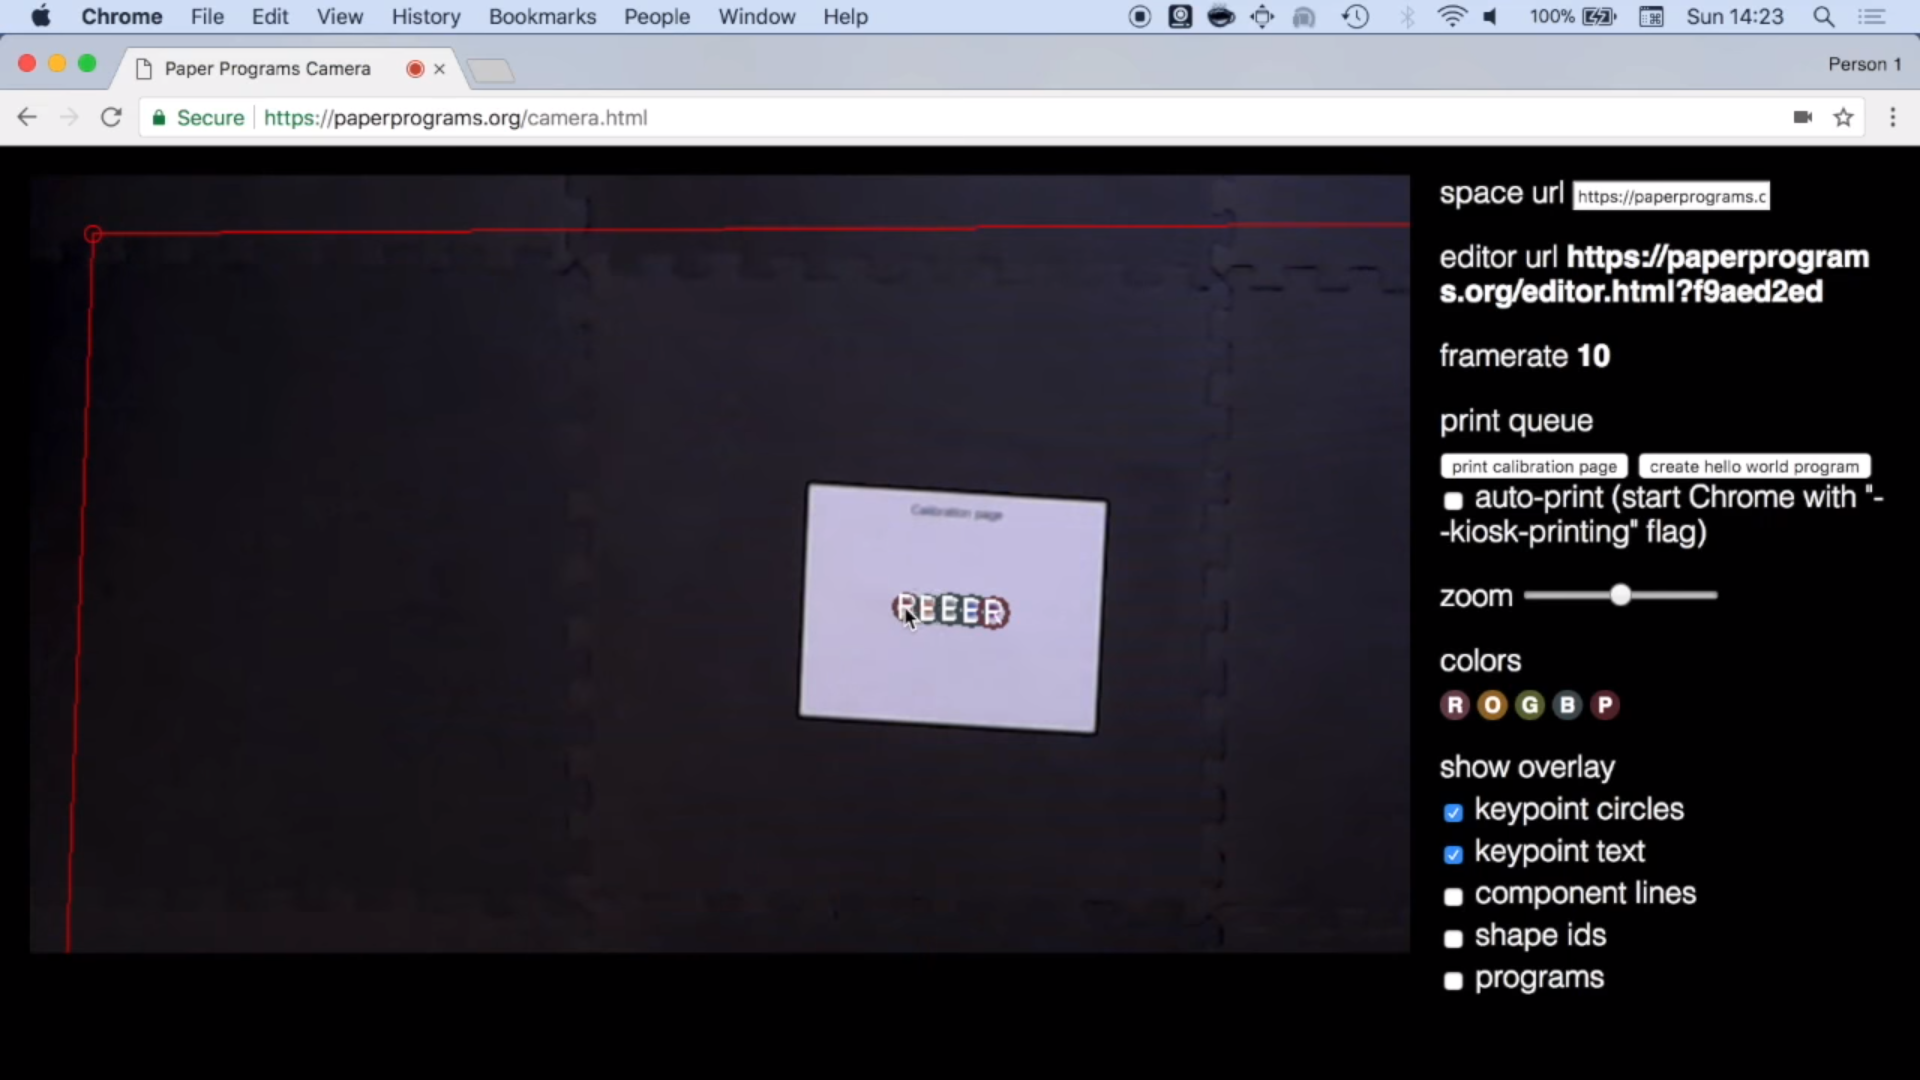 Chrome File Edit View History Bookmarks People Window Help 100% Sun 14:23
Paper Programs Camera Person 1
Secure https://paperprograms.org/camera.html
space url https://paperprograms.c
editor url https://paperprogram
s.org/editor.html?f9aed2ed
framerate 10
print queue
print calibration page create hello world program
auto-print (start Chrome with "-
-kiosk-printing" flag)
Calibration page
zoom
colors
R O G B P
show overlay
keypoint circles
keypoint text
component lines
shape ids
programs